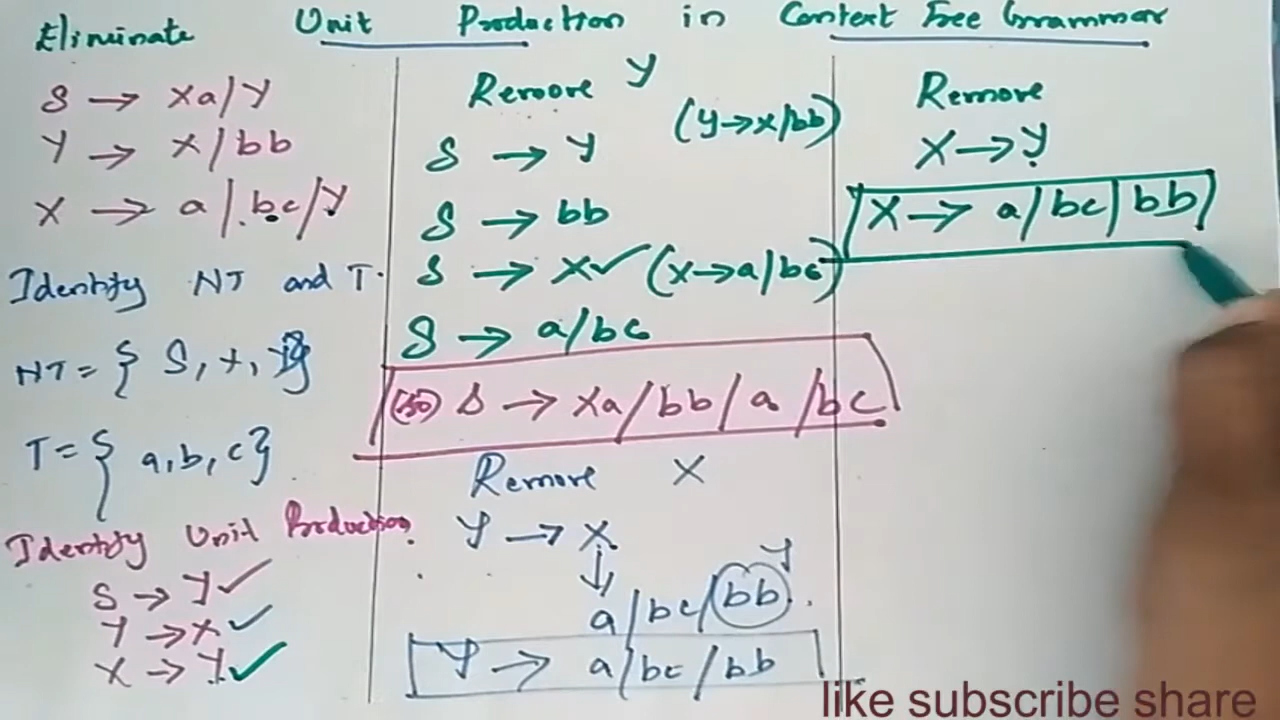 Eliminate Unit Production in Context Free Grammar
S → Xa/Y
Y → X/bb
X → a/bc/Y
Identify NT and T.
NT = { S, X, Y}
T = { a, b, c}
Identify Unit Production.
S → Y ✓
Y → X ✓
X → Y ✓
Remove Y
(Y→X/bb)
S → Y
S → bb
S → X ✓ (X→a/bc)
S → a/bc
(so) S → Xa/bb/a/bc
Remove X
Y → X
↓ Y
a/bc/bb.
Y → a/bc/bb
Remove
X → Y
X → a/bc/bb
like subscribe share